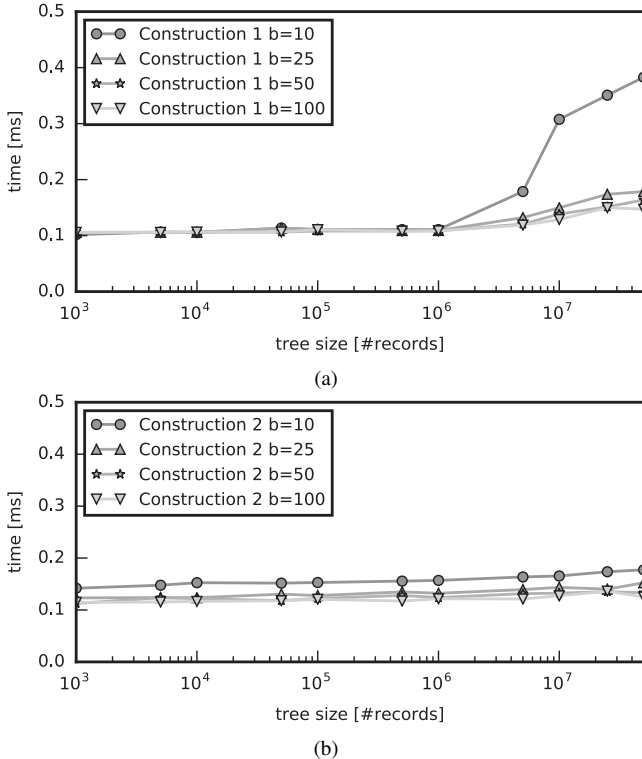 0.5
0.4
0.3
0.2
0.1
0.0
time [ms]
Construction 1 b=10
Construction 1 b=25
Construction 1 b=50
Construction 1 b=100
10³ 10⁴ 10⁵ 10⁶ 10⁷
tree size [#records]
(a)
0.5
0.4
0.3
0.2
0.1
0.0
time [ms]
Construction 2 b=10
Construction 2 b=25
Construction 2 b=50
Construction 2 b=100
10³ 10⁴ 10⁵ 10⁶ 10⁷
tree size [#records]
(b)